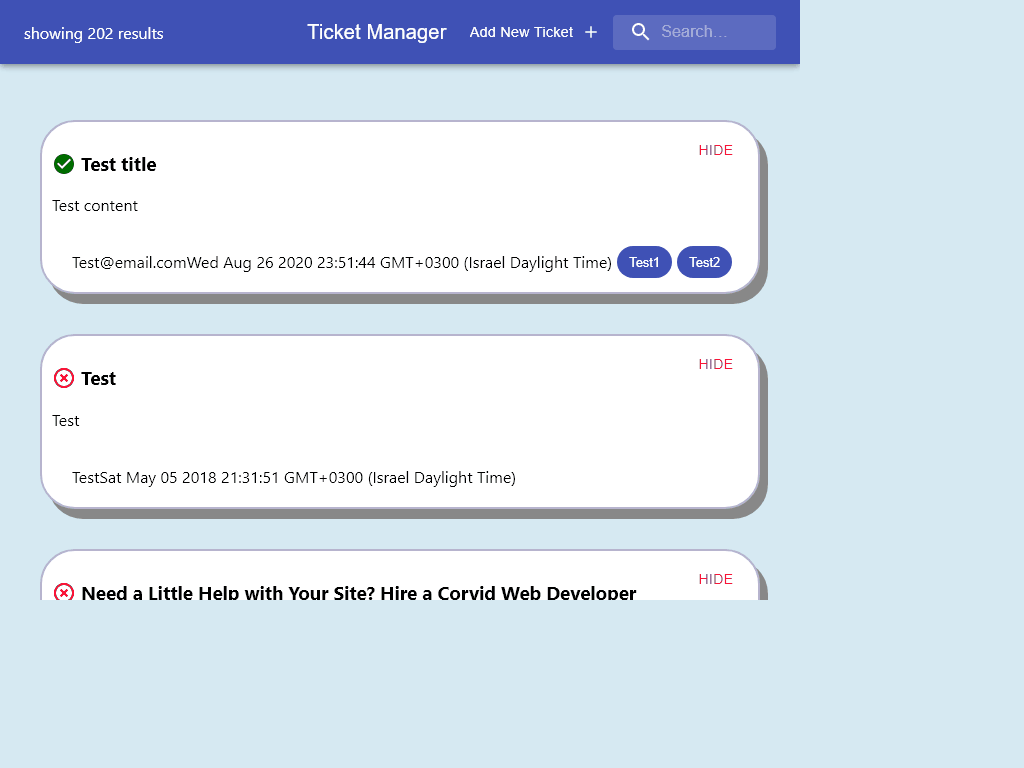 showing 202 results
Ticket Manager
Add New Ticket +
Search...
HIDE
Test title
Test content
Test@email.comWed Aug 26 2020 23:51:44 GMT+0300 (Israel Daylight Time) Test1 Test2
HIDE
Test
Test
TestSat May 05 2018 21:31:51 GMT+0300 (Israel Daylight Time)
HIDE
Need a Little Help with Your Site? Hire a Corvid Web Developer